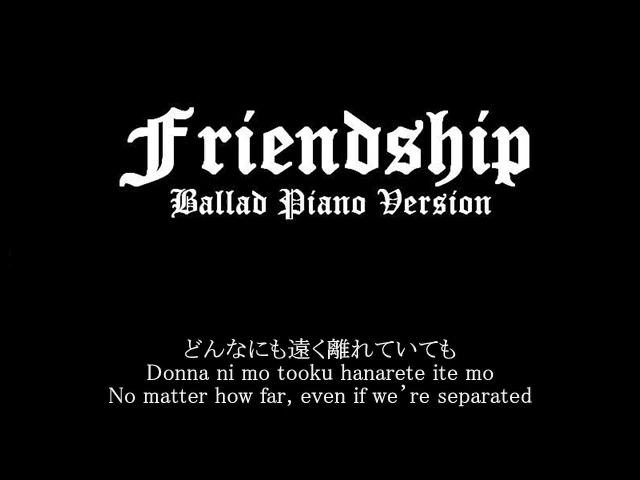 Friendship
Ballad Piano Version
どんなにも遠く離れていても
Donna ni mo tooku hanarete ite mo
No matter how far, even if we're separated